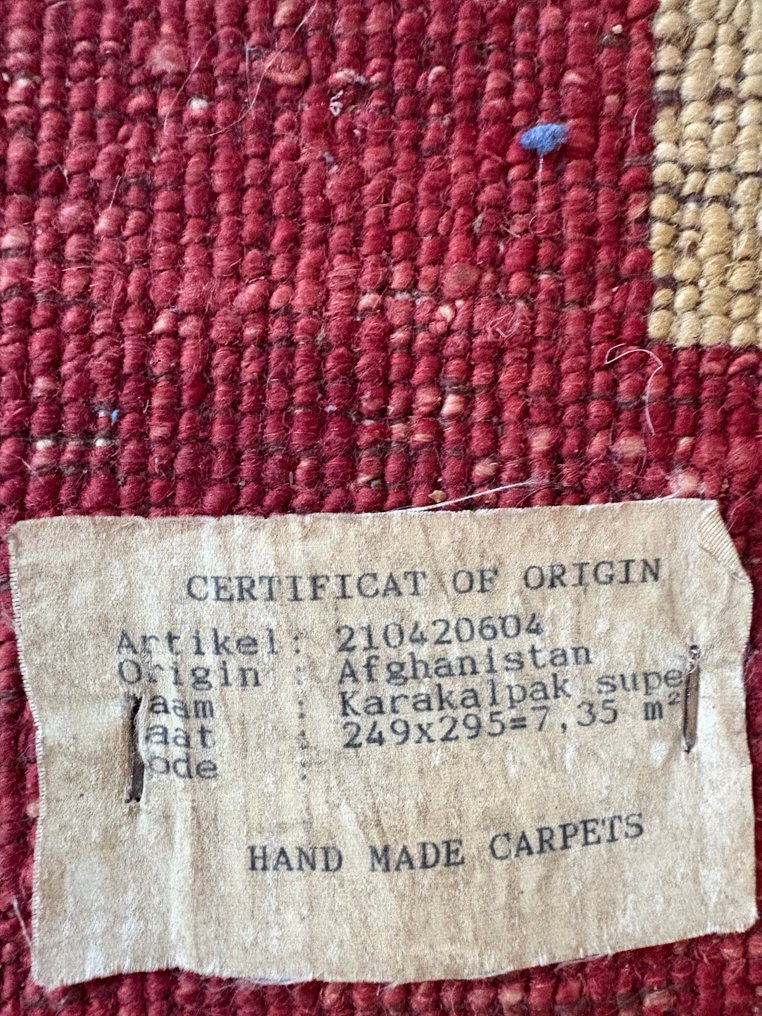 CERTIFICAT OF ORIGIN
Artikel: 210420604
Origin : Afghanistan
aam : Karakalpak supe
aat : 249x295=7,35 m²
ode :
HAND MADE CARPETS